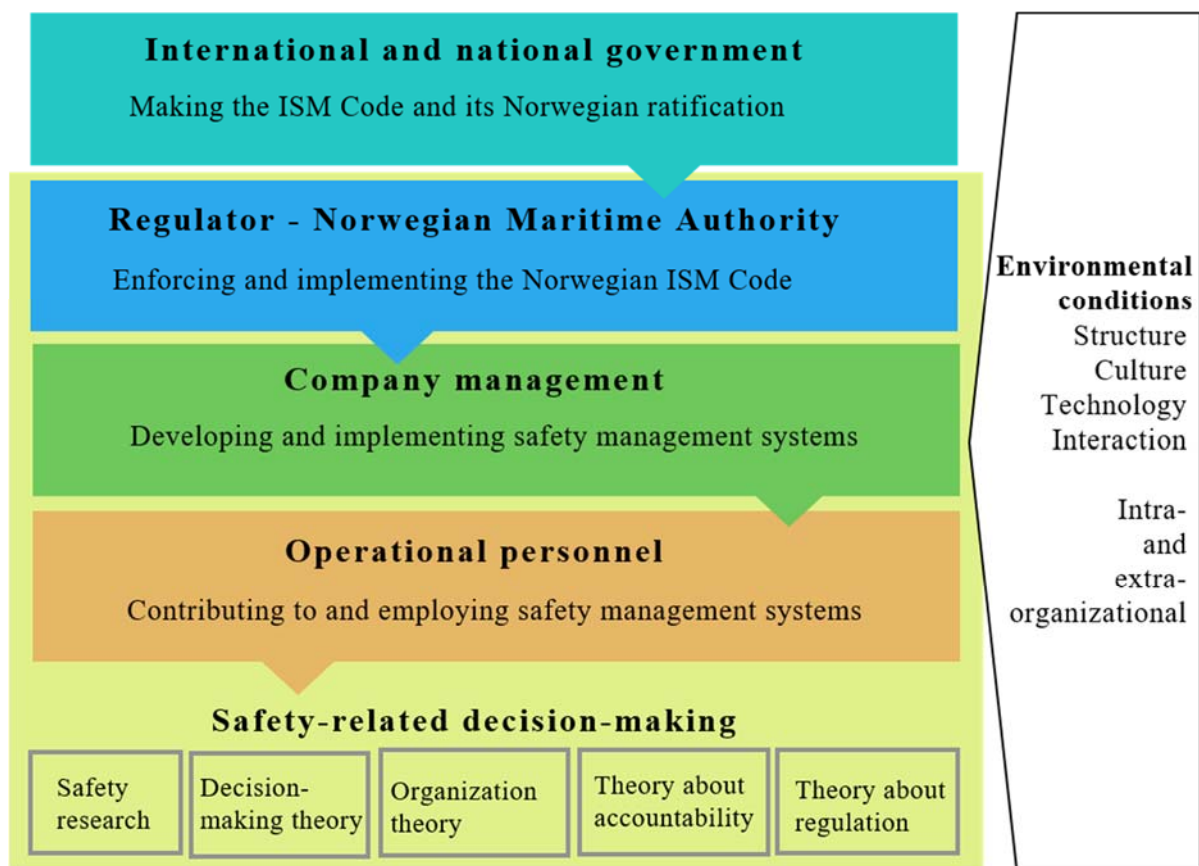 International and national government
Making the ISM Code and its Norwegian ratification
Regulator - Norwegian Maritime Authority
Enforcing and implementing the Norwegian ISM Code
Company management
Developing and implementing safety management systems
Operational personnel
Contributing to and employing safety management systems
Safety-related decision-making
Safety
research
Decision-
making theory
Organization
theory
Theory about
accountability
Theory about
regulation
Environmental
conditions
Structure
Culture
Technology
Interaction
Intra-
and
extra-
organizational